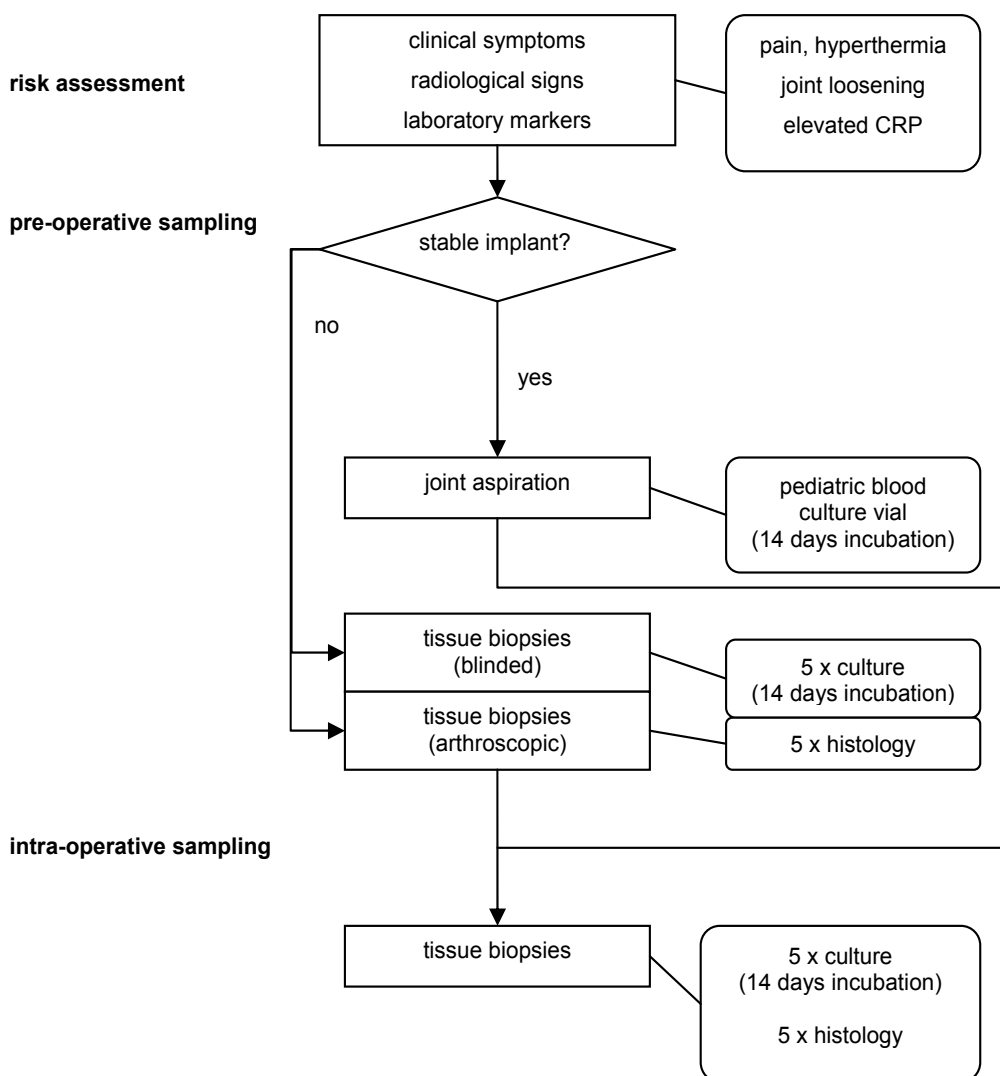 risk assessment
clinical symptoms
radiological signs
laboratory markers
pain, hyperthermia
joint loosening
elevated CRP
pre-operative sampling
stable implant?
no
yes
joint aspiration
pediatric blood
culture vial
(14 days incubation)
tissue biopsies
(blinded)
5 x culture
(14 days incubation)
tissue biopsies
(arthroscopic)
5 x histology
intra-operative sampling
tissue biopsies
5 x culture
(14 days incubation)
5 x histology